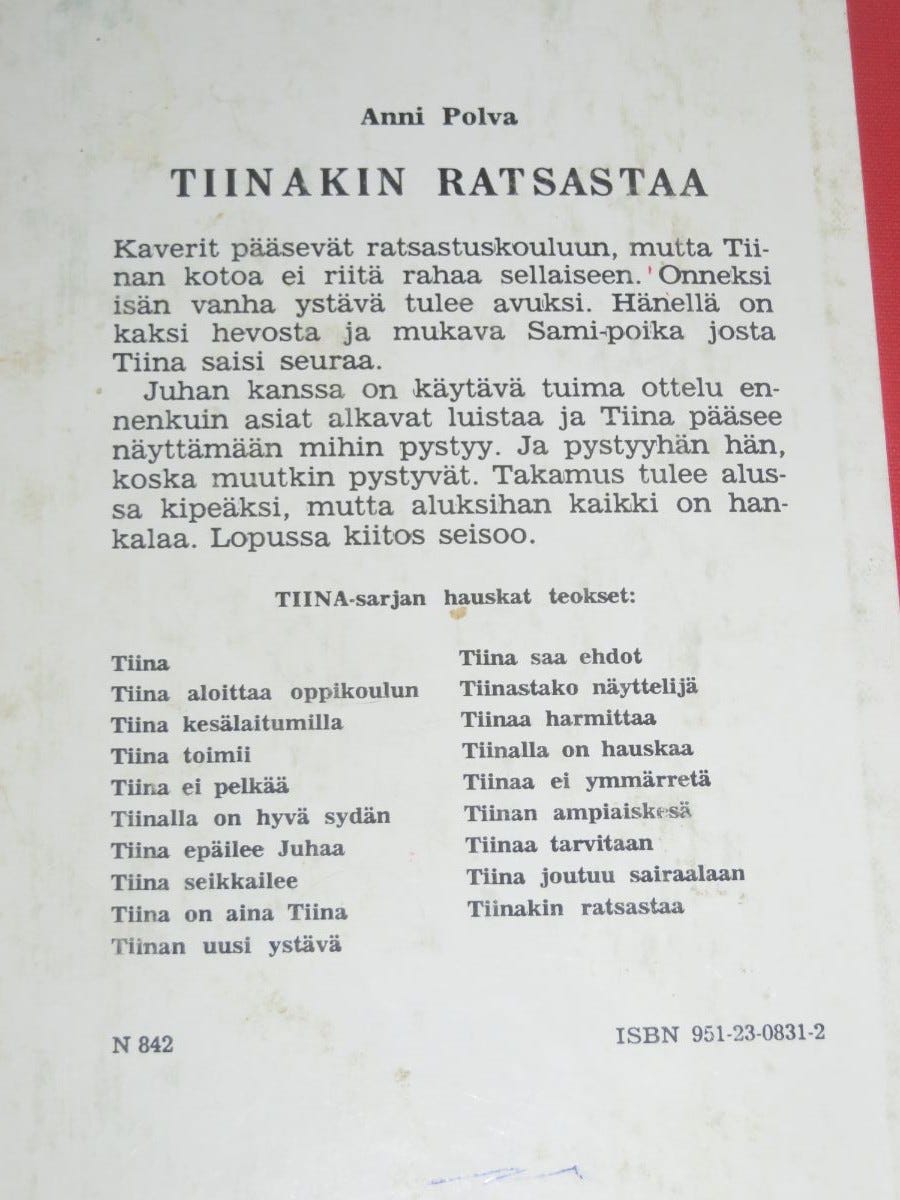 Anni Polva
TIINAKIN RATSASTAA
Kaverit pääsevät ratsastuskouluun, mutta Tii-
nan kotoa ei riitä rahaa sellaiseen. Onneksi
isän vanha ystävä tulee avuksi. Hänellä on
kaksi hevosta ja mukava Sami-poika josta
Tiina saisi seuraa.
Juhan kanssa on käytävä tuima ottelu en-
nenkuin asiat alkavat luistaa ja Tiina pääsee
näyttämään mihin pystyy. Ja pystyyhän hän,
koska muutkin pystyvät. Takamus tulee alus-
sa kipeäksi, mutta aluksihan kaikki on han-
kalaa. Lopussa kiitos seisoo.
TIINA-sarjan hauskat teokset:
Tiina
Tiina aloittaa oppikoulun
Tiina kesälaitumilla
Tiina toimii
Tiina ei pelkää
Tiinalla on hyvä sydän
Tiina epäilee Juhaa
Tiina seikkailee
Tiina on aina Tiina
Tiinan uusi ystävä
Tiina saa ehdot
Tiinastako näyttelijä
Tiinaa harmittaa
Tiinalla on hauskaa
Tiinaa ei ymmärretä
Tiinan ampiaiskesä
Tiinaa tarvitaan
Tiina joutuu sairaalaan
Tiinakin ratsastaa
N 842
ISBN 951-23-0831-2